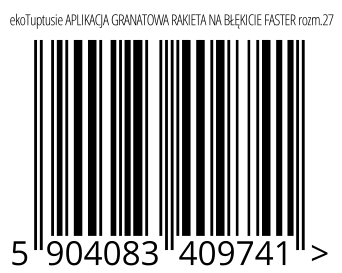 ekoTuptusie APLIKACJA GRANATOWA RAKIETA NA BŁĘKICIE FASTER rozm.27
5 904083 409741 >